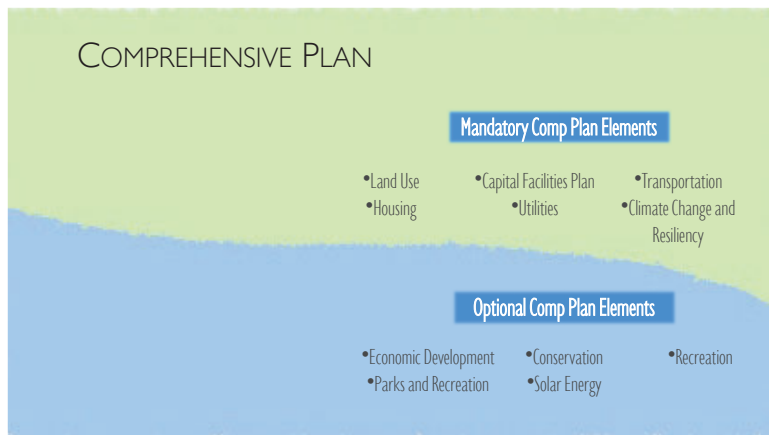 COMPREHENSIVE PLAN
Mandatory Comp Plan Elements
•Land Use •Capital Facilities Plan •Transportation
•Housing •Utilities •Climate Change and
Resiliency
Optional Comp Plan Elements
•Economic Development •Conservation •Recreation
•Parks and Recreation •Solar Energy